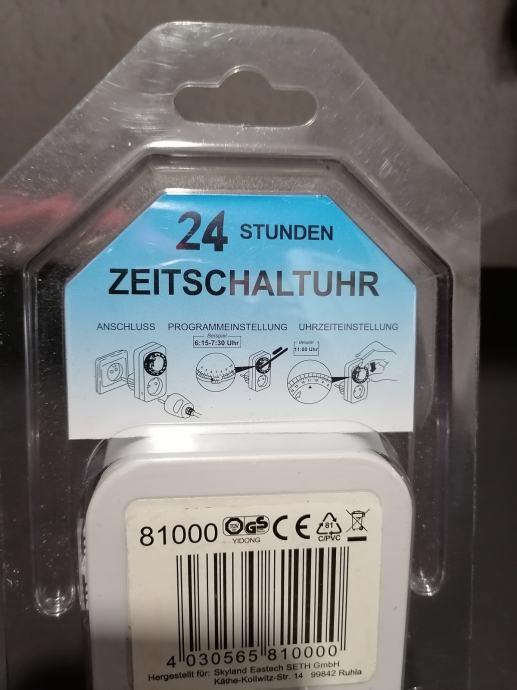 24 STUNDEN
ZEITSCHALTUHR
ANSCHLUSS PROGRAMMEINSTELLUNG UHRZEITEINSTELLUNG
Beispiel
6:15-7:30 Uhr
Beispiel
11:00 Uhr
81000 GS CE 81
YIDONG C/PVC
4 030565 810000
Hergestellt für: Skyland Eastech SETH GmbH
Käthe-Kollwitz-Str. 14 99842 Ruhla